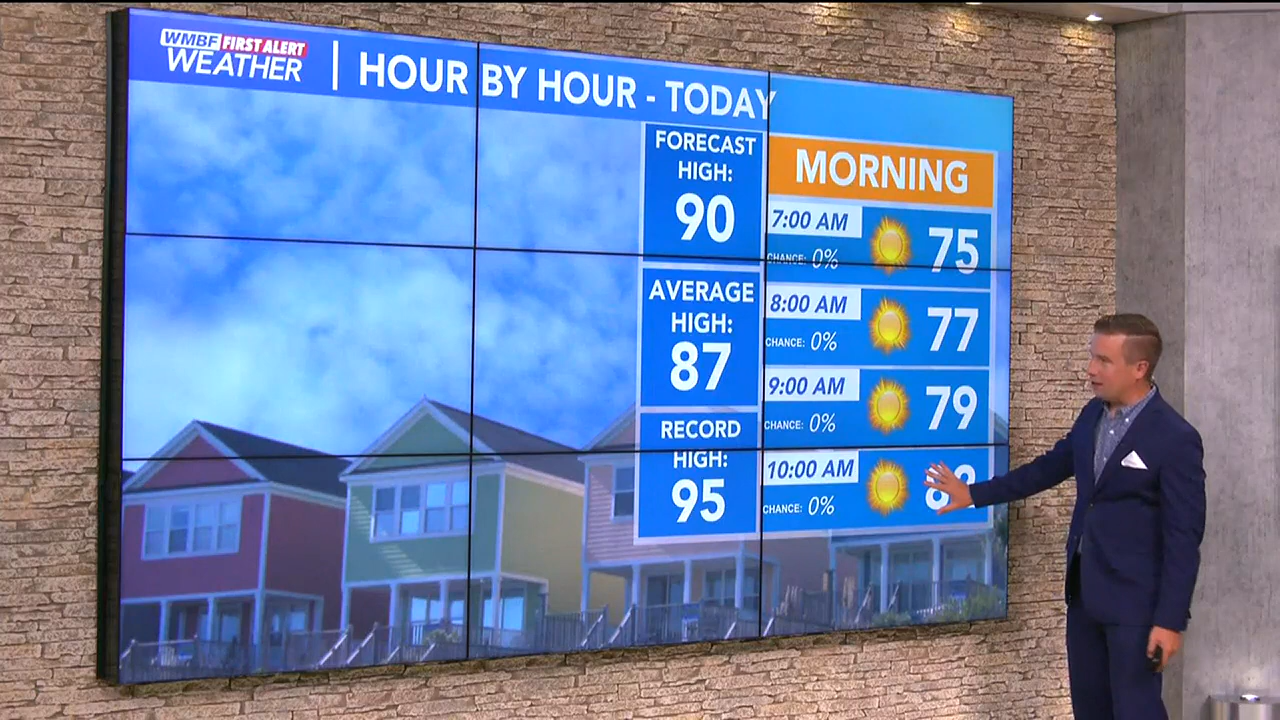 WMBF FIRST ALERT
WEATHER
HOUR BY HOUR - TODAY
FORECAST
HIGH:
90
AVERAGE
HIGH:
87
RECORD
HIGH:
95
MORNING
7:00 AM
CHANCE: 0%
75
8:00 AM
CHANCE: 0%
77
9:00 AM
CHANCE: 0%
79
10:00 AM
CHANCE: 0%